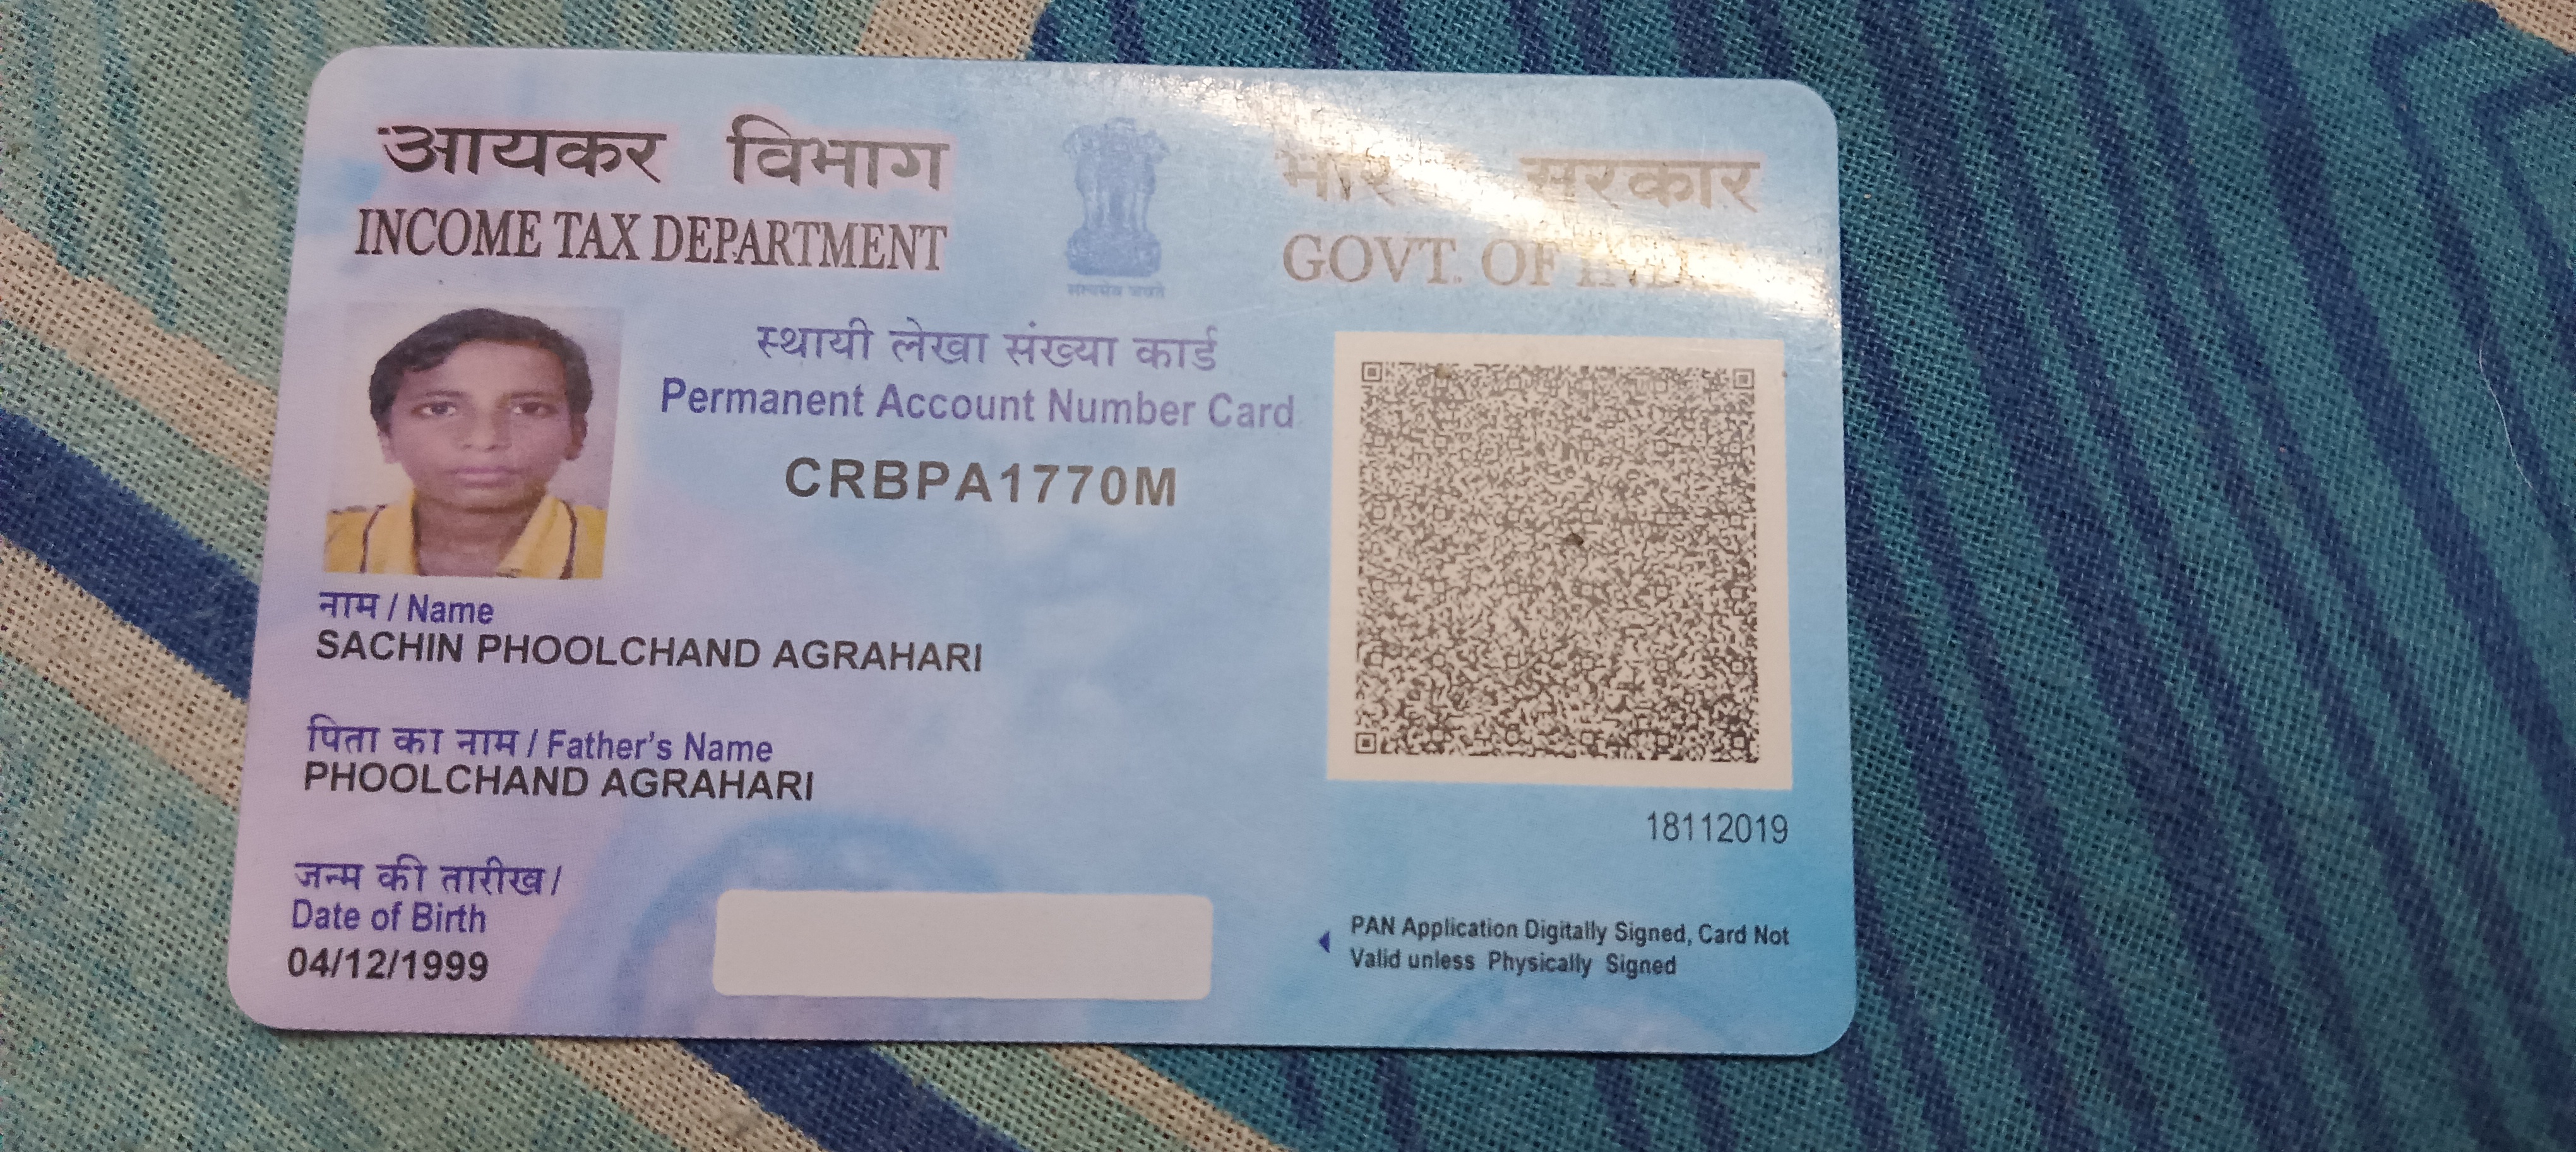 आयकर विभाग
INCOME TAX DEPARTMENT
सत्यमेव जयते
भारत सरकार
GOVT. OF INDIA
स्थायी लेखा संख्या कार्ड
Permanent Account Number Card
CRBPA1770M
नाम / Name
SACHIN PHOOLCHAND AGRAHARI
पिता का नाम / Father's Name
PHOOLCHAND AGRAHARI
18112019
जन्म की तारीख /
Date of Birth
04/12/1999
PAN Application Digitally Signed, Card Not
Valid unless Physically Signed